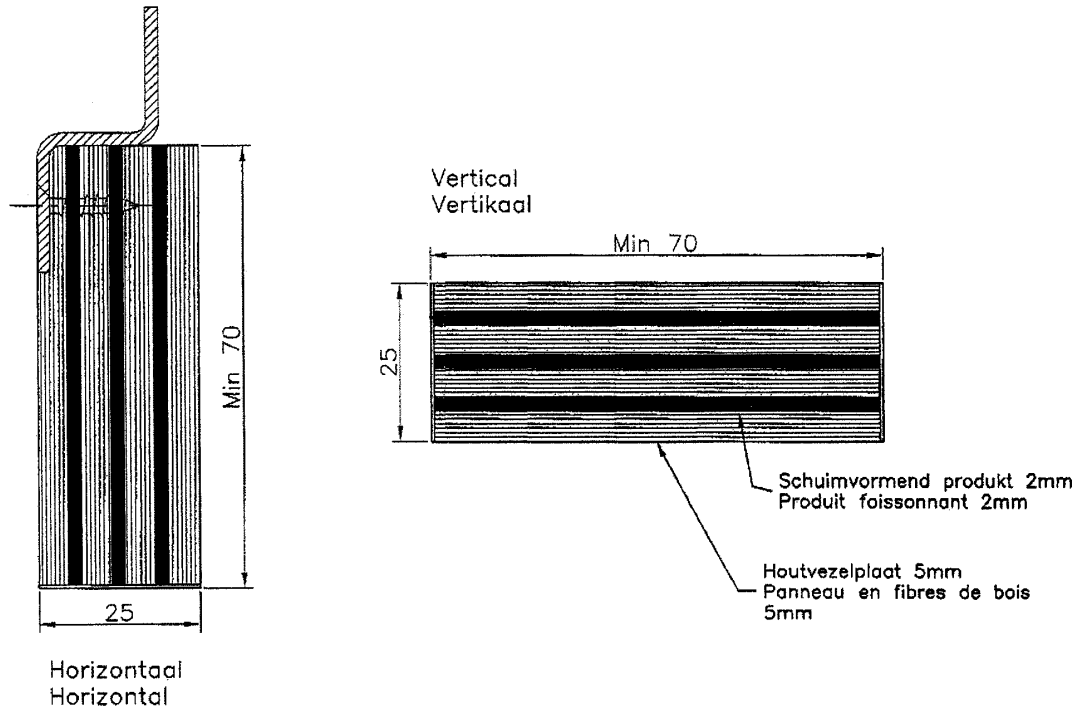 Min 70
25
Horizontaal
Horizontal
Vertical
Vertikaal
Min 70
25
Schuimvormend produkt 2mm
Produit foissonnant 2mm
Houtvezelplaat 5mm
Panneau en fibres de bois
5mm